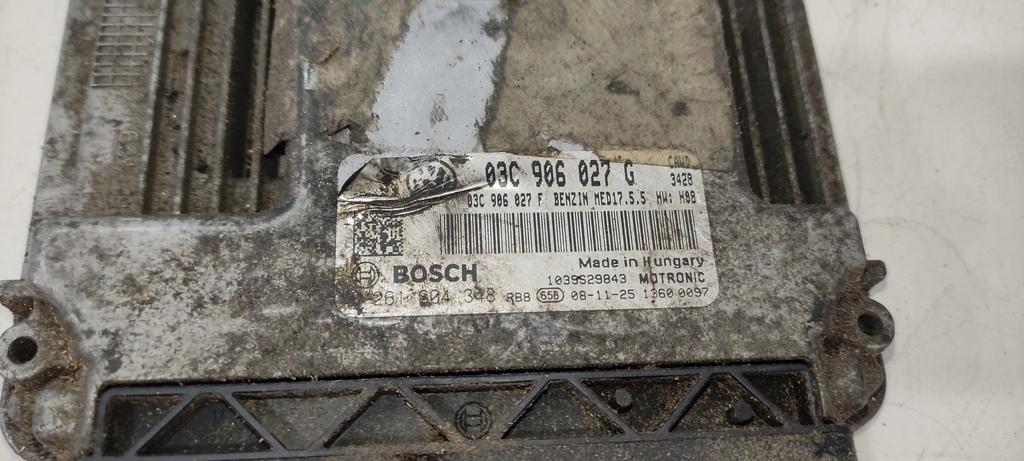 03C 906 027 G CAWD
3428
03C 906 027 F BENZIN MED17.5.5 HW: H08
Made in Hungary
BOSCH 1039S29843 MOTRONIC
261 S04 348 RB8 656 08-11-25 1360 0097